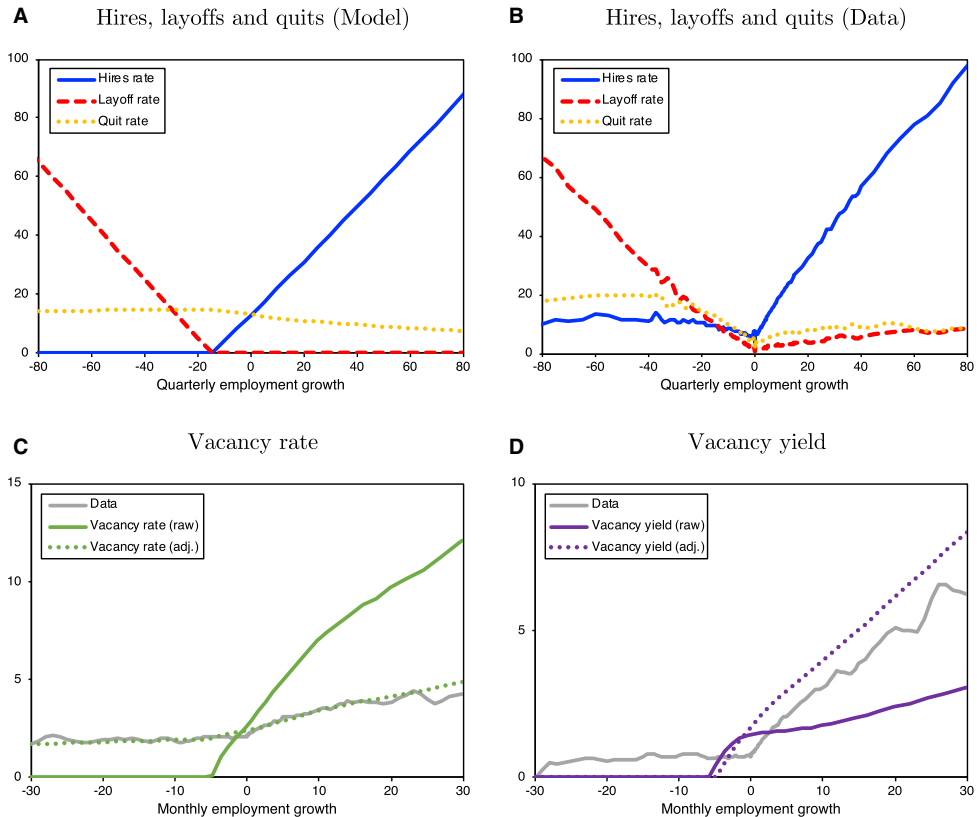 A
Hires, layoffs and quits (Model)
100
80
60
40
20
0
Hires rate
Layoff rate
Quit rate
-80 -60 -40 -20 0 20 40 60 80
Quarterly employment growth
B
Hires, layoffs and quits (Data)
100
80
60
40
20
0
Hires rate
Layoff rate
Quit rate
-80 -60 -40 -20 0 20 40 60 80
Quarterly employment growth
C
Vacancy rate
15
10
5
0
Data
Vacancy rate (raw)
Vacancy rate (adj.)
-30 -20 -10 0 10 20 30
Monthly employment growth
D
Vacancy yield
10
5
0
Data
Vacancy yield (raw)
Vacancy yield (adj.)
-30 -20 -10 0 10 20 30
Monthly employment growth